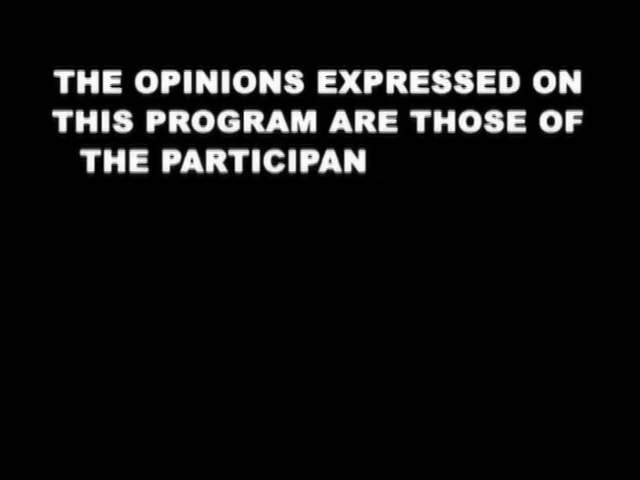 THE OPINIONS EXPRESSED ON
THIS PROGRAM ARE THOSE OF
THE PARTICIPAN